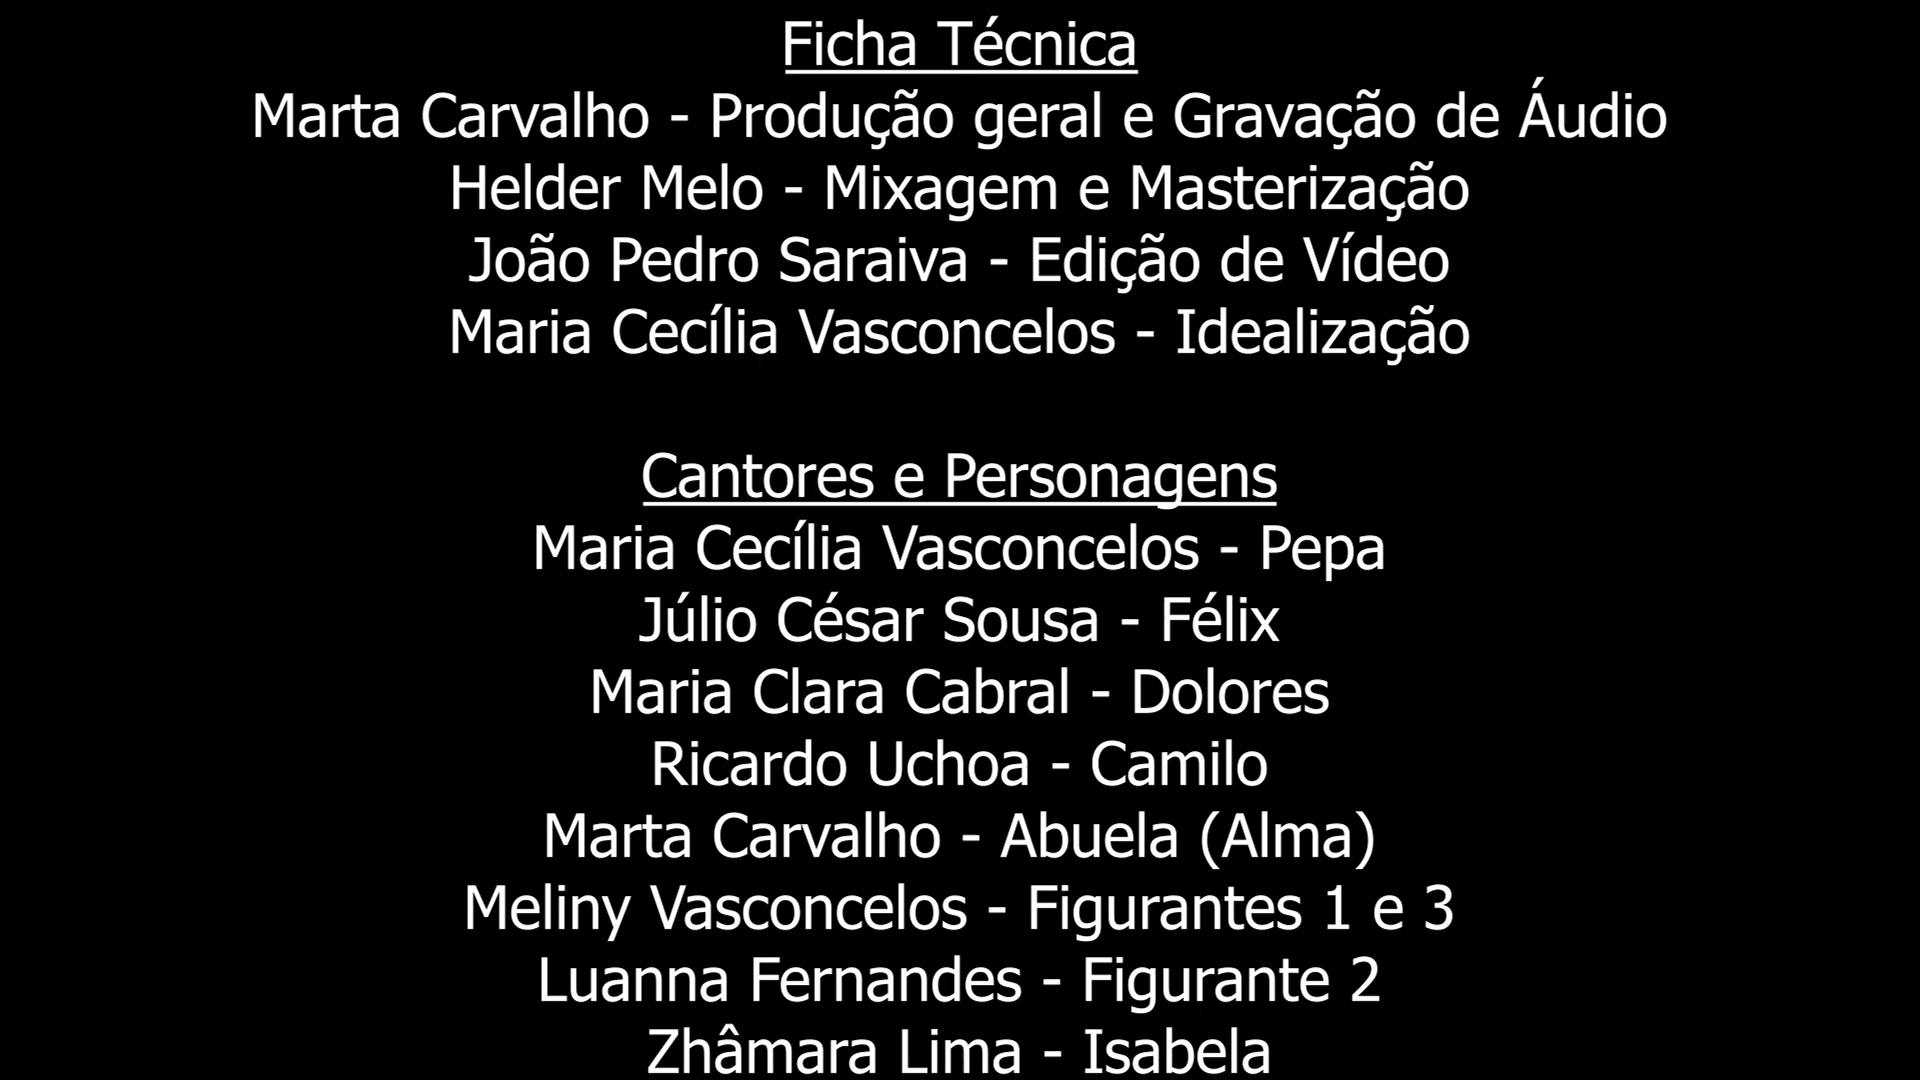 Ficha Técnica
Marta Carvalho - Produção geral e Gravação de Áudio
Helder Melo - Mixagem e Masterização
João Pedro Saraiva - Edição de Vídeo
Maria Cecília Vasconcelos - Idealização
Cantores e Personagens
Maria Cecília Vasconcelos - Pepa
Júlio César Sousa - Félix
Maria Clara Cabral - Dolores
Ricardo Uchoa - Camilo
Marta Carvalho - Abuela (Alma)
Meliny Vasconcelos - Figurantes 1 e 3
Luanna Fernandes - Figurante 2
Zhâmara Lima - Isabela